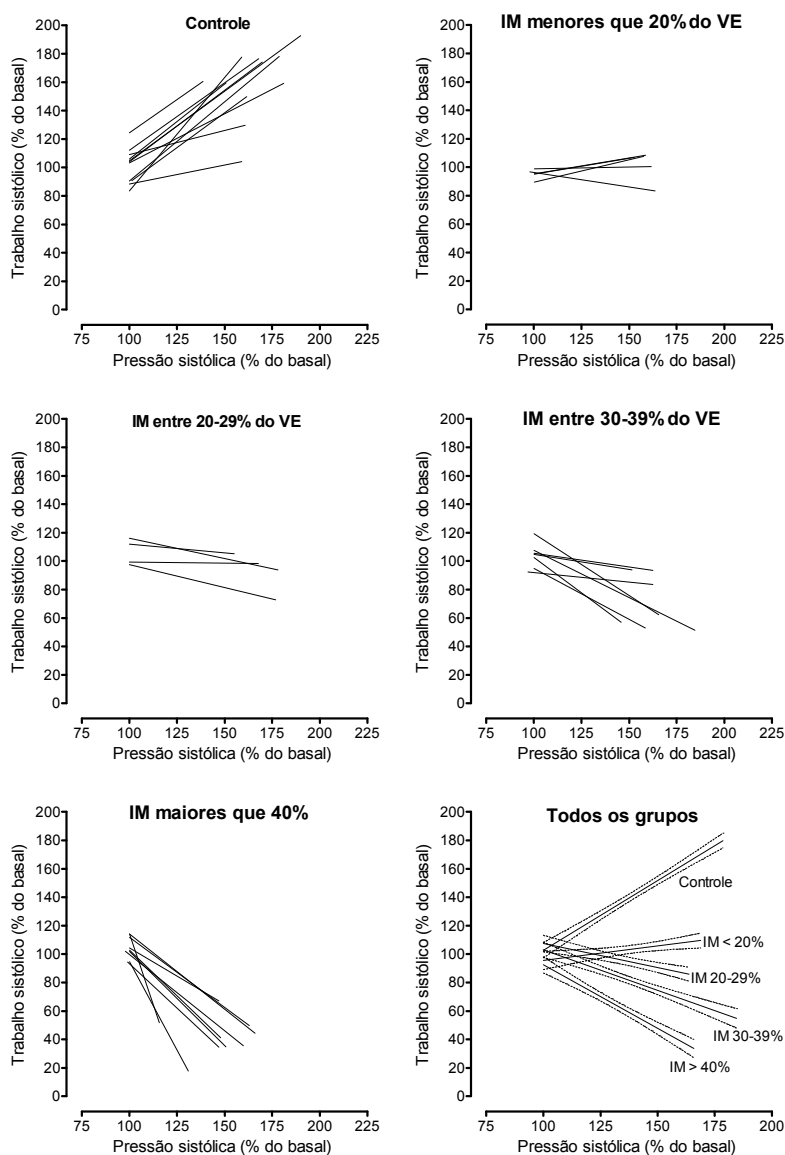 Controle
Trabalho sistólico (% do basal)
200
180
160
140
120
100
80
60
40
20
0
75 100 125 150 175 200 225
Pressão sistólica (% do basal)
IM menores que 20% do VE
Trabalho sistólico (% do basal)
200
180
160
140
120
100
80
60
40
20
0
75 100 125 150 175 200 225
Pressão sistólica (% do basal)
IM entre 20-29% do VE
Trabalho sistólico (% do basal)
200
180
160
140
120
100
80
60
40
20
0
75 100 125 150 175 200 225
Pressão sistólica (% do basal)
IM entre 30-39% do VE
Trabalho sistólico (% do basal)
200
180
160
140
120
100
80
60
40
20
0
75 100 125 150 175 200 225
Pressão sistólica (% do basal)
IM maiores que 40%
Trabalho sistólico (% do basal)
200
180
160
140
120
100
80
60
40
20
0
75 100 125 150 175 200 225
Pressão sistólica (% do basal)
Todos os grupos
Trabalho sistólico (% do basal)
200
180
160
140
120
100
80
60
40
20
0
Controle
IM < 20%
IM 20-29%
IM 30-39%
IM > 40%
75 100 125 150 175 200
Pressão sistólica (% do basal)